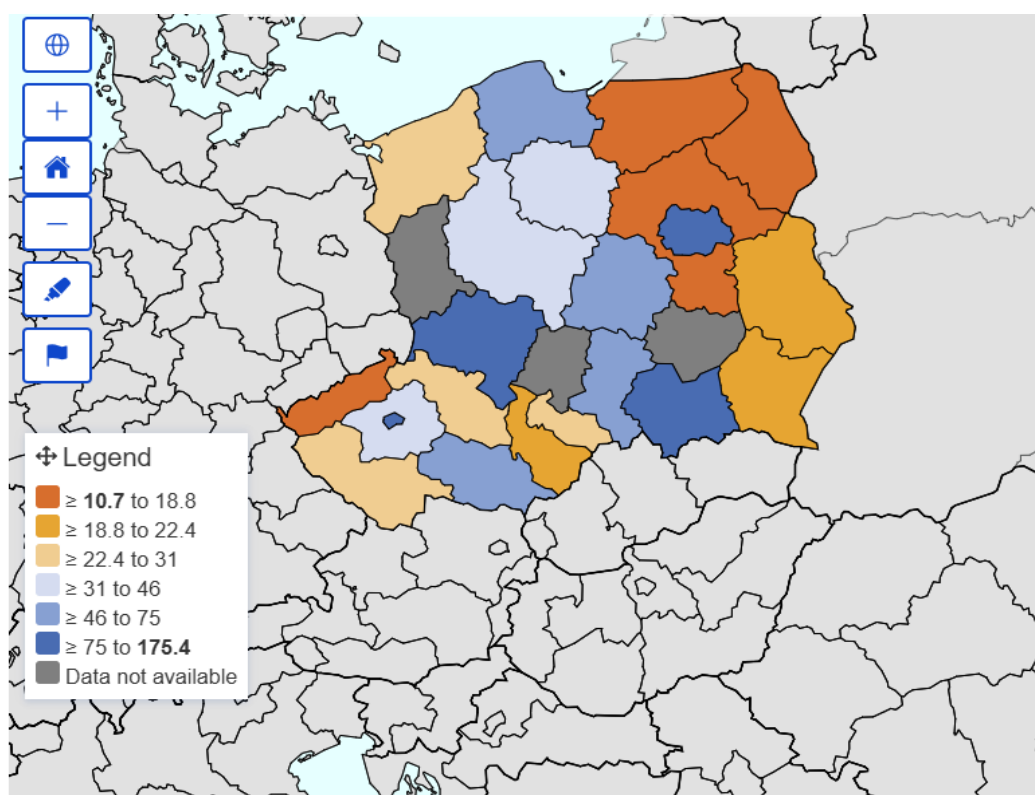 Legend
≥ 10.7 to 18.8
≥ 18.8 to 22.4
≥ 22.4 to 31
≥ 31 to 46
≥ 46 to 75
≥ 75 to 175.4
Data not available